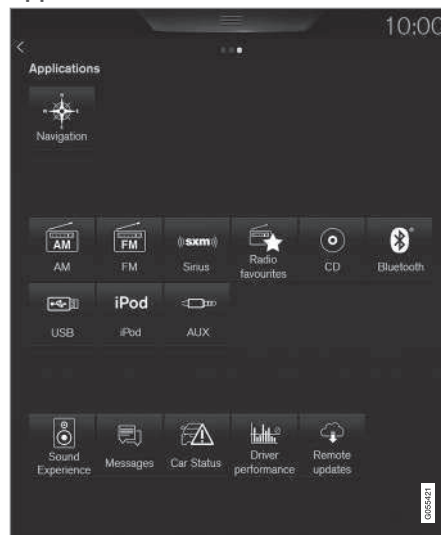 10:00
Applications
Navigation
AM
FM
((sxm))
AM
FM
Sirius
Radio
favourites
CD
Bluetooth
iPod
USB
iPod
AUX
Sound
Experience
Messages
Car Status
Driver
performance
Remote
updates
G055421